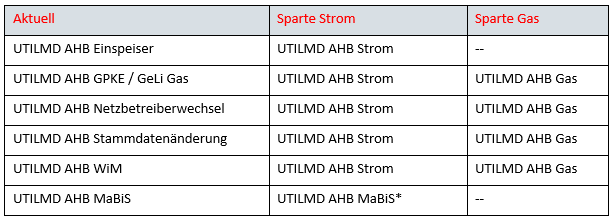 Aktuell Sparte Strom Sparte Gas
UTILMD AHB Einspeiser UTILMD AHB Strom --
UTILMD AHB GPKE / GeLi Gas UTILMD AHB Strom UTILMD AHB Gas
UTILMD AHB Netzbetreiberwechsel UTILMD AHB Strom UTILMD AHB Gas
UTILMD AHB Stammdatenänderung UTILMD AHB Strom UTILMD AHB Gas
UTILMD AHB WiM UTILMD AHB Strom UTILMD AHB Gas
UTILMD AHB MaBiS UTILMD AHB MaBiS* --